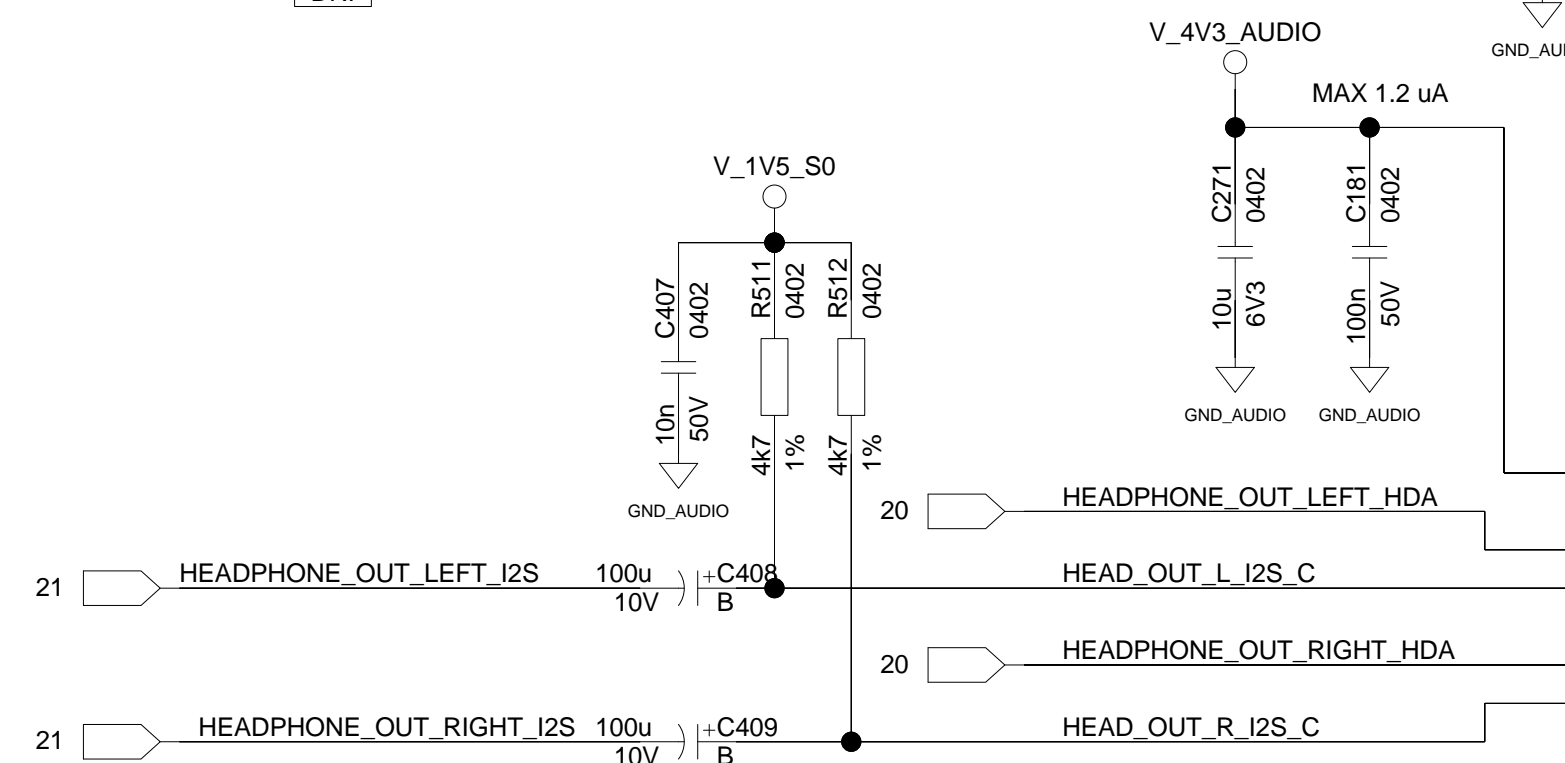 V_4V3_AUDIO
MAX 1.2 uA
V_1V5_S0
C271
0402
10u
6V3
GND_AUDIO
C181
0402
100n
50V
GND_AUDIO
C407
0402
10n
50V
GND_AUDIO
R511
0402
4k7
1%
R512
0402
4k7
1%
20
HEADPHONE_OUT_LEFT_HDA
21
HEADPHONE_OUT_LEFT_I2S
100u
10V
+C408
B
HEAD_OUT_L_I2S_C
20
HEADPHONE_OUT_RIGHT_HDA
21
HEADPHONE_OUT_RIGHT_I2S
100u
10V
+C409
B
HEAD_OUT_R_I2S_C